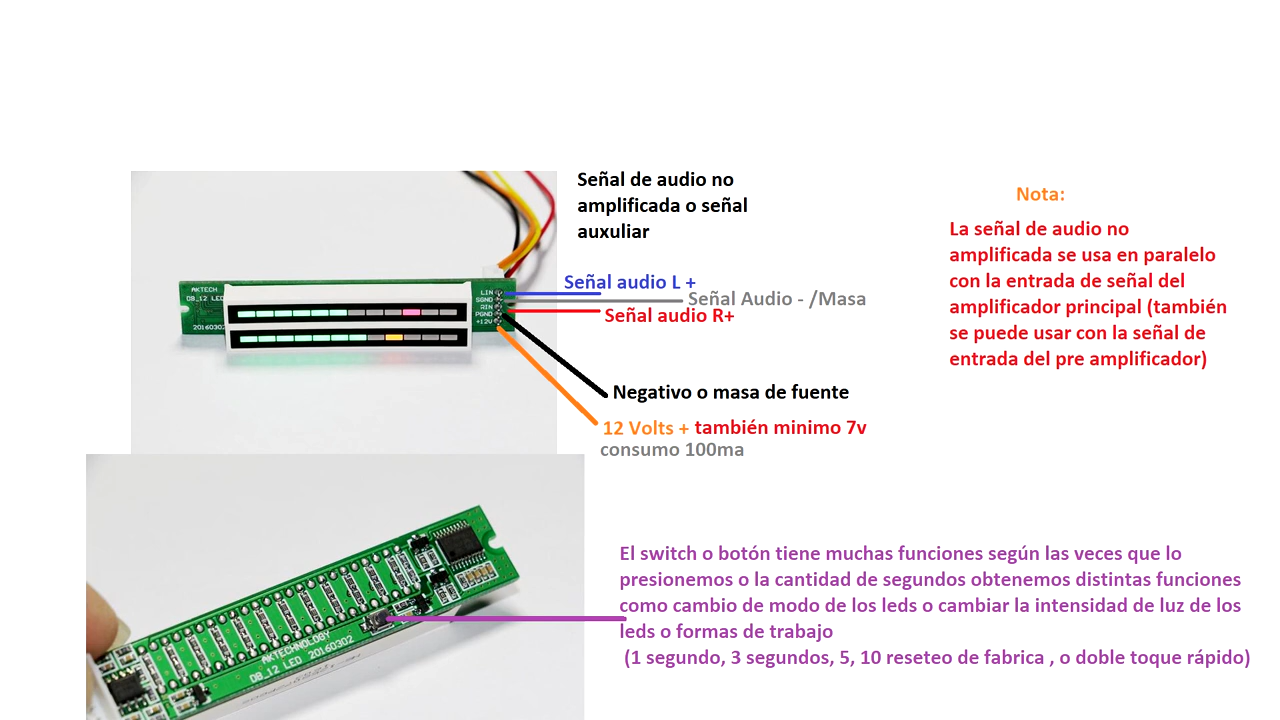 Señal de audio no
amplificada o señal
auxuliar
Señal audio L +
Señal Audio - /Masa
Señal audio R+
Negativo o masa de fuente
12 Volts + también minimo 7v
consumo 100ma
Nota:
La señal de audio no
amplificada se usa en paralelo
con la entrada de señal del
amplificador principal (también
se puede usar con la señal de
entrada del pre amplificador)
AKTECH
DB_12 LED
20160302
LIN
SGND
RIN
PGND
+12V
El switch o botón tiene muchas funciones según las veces que lo
presionemos o la cantidad de segundos obtenemos distintas funciones
como cambio de modo de los leds o cambiar la intensidad de luz de los
leds o formas de trabajo
(1 segundo, 3 segundos, 5, 10 reseteo de fabrica , o doble toque rápido)
AKTECHNOLOGY
DB_12 LED 20160302